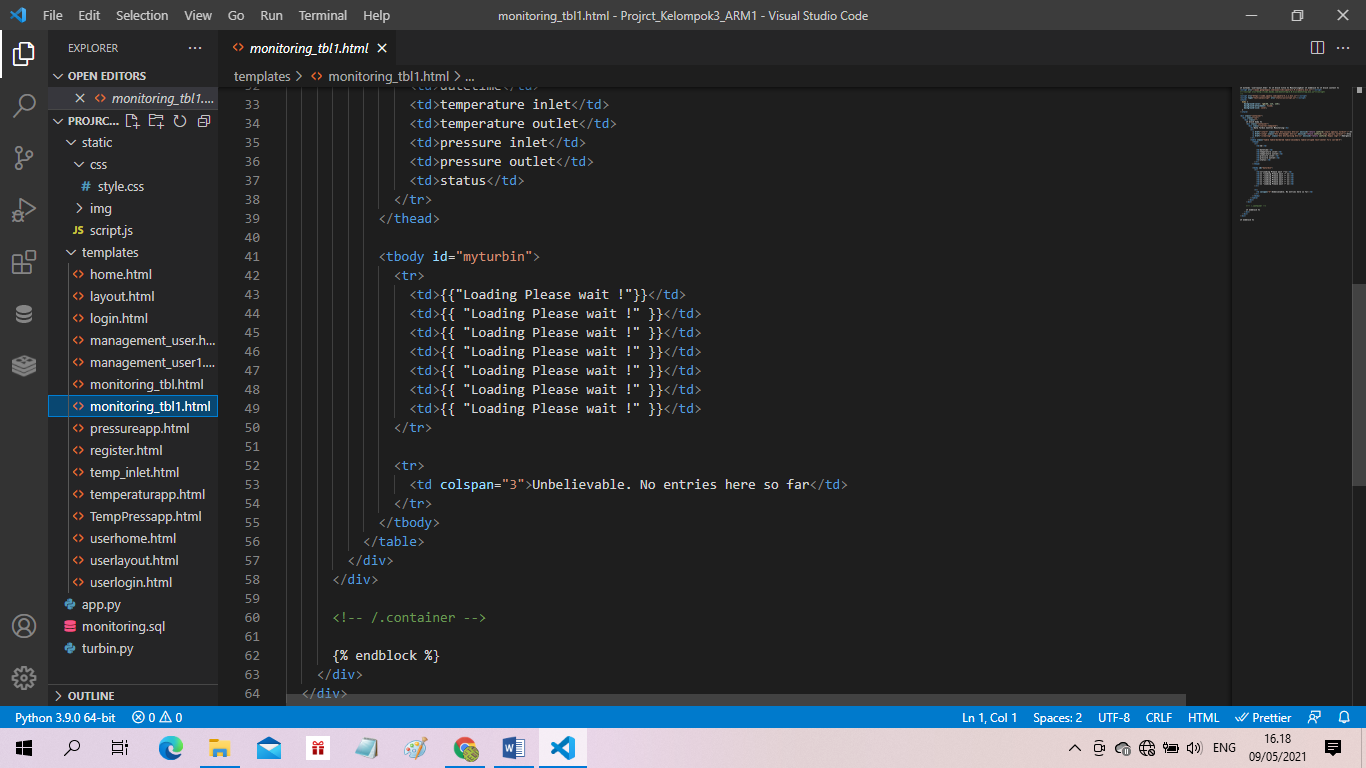 File Edit Selection View Go Run Terminal Help
monitoring_tbl1.html - Projrct_Kelompok3_ARM1 - Visual Studio Code
EXPLORER
OPEN EDITORS
monitoring_tbl1....
PROJRC...
static
css
# style.css
img
JS script.js
templates
home.html
layout.html
login.html
management_user.h...
management_user1....
monitoring_tbl.html
monitoring_tbl1.html
pressureapp.html
register.html
temp_inlet.html
temperaturapp.html
TempPressapp.html
userhome.html
userlayout.html
userlogin.html
app.py
monitoring.sql
turbin.py
OUTLINE
monitoring_tbl1.html
templates > monitoring_tbl1.html > ...
32 <td>datetime</td>
33 <td>temperature inlet</td>
34 <td>temperature outlet</td>
35 <td>pressure inlet</td>
36 <td>pressure outlet</td>
37 <td>status</td>
38 </tr>
39 </thead>
40
41 <tbody id="myturbin">
42 <tr>
43 <td>{{"Loading Please wait !"}}</td>
44 <td>{{ "Loading Please wait !" }}</td>
45 <td>{{ "Loading Please wait !" }}</td>
46 <td>{{ "Loading Please wait !" }}</td>
47 <td>{{ "Loading Please wait !" }}</td>
48 <td>{{ "Loading Please wait !" }}</td>
49 <td>{{ "Loading Please wait !" }}</td>
50 </tr>
51
52 <tr>
53 <td colspan="3">Unbelievable. No entries here so far</td>
54 </tr>
55 </tbody>
56 </table>
57 </div>
58 </div>
59
60 <!-- /.container -->
61
62 {% endblock %}
63 </div>
64 </div>
Python 3.9.0 64-bit 0 0 Ln 1, Col 1 Spaces: 2 UTF-8 CRLF HTML Prettier
ENG
16.18
09/05/2021